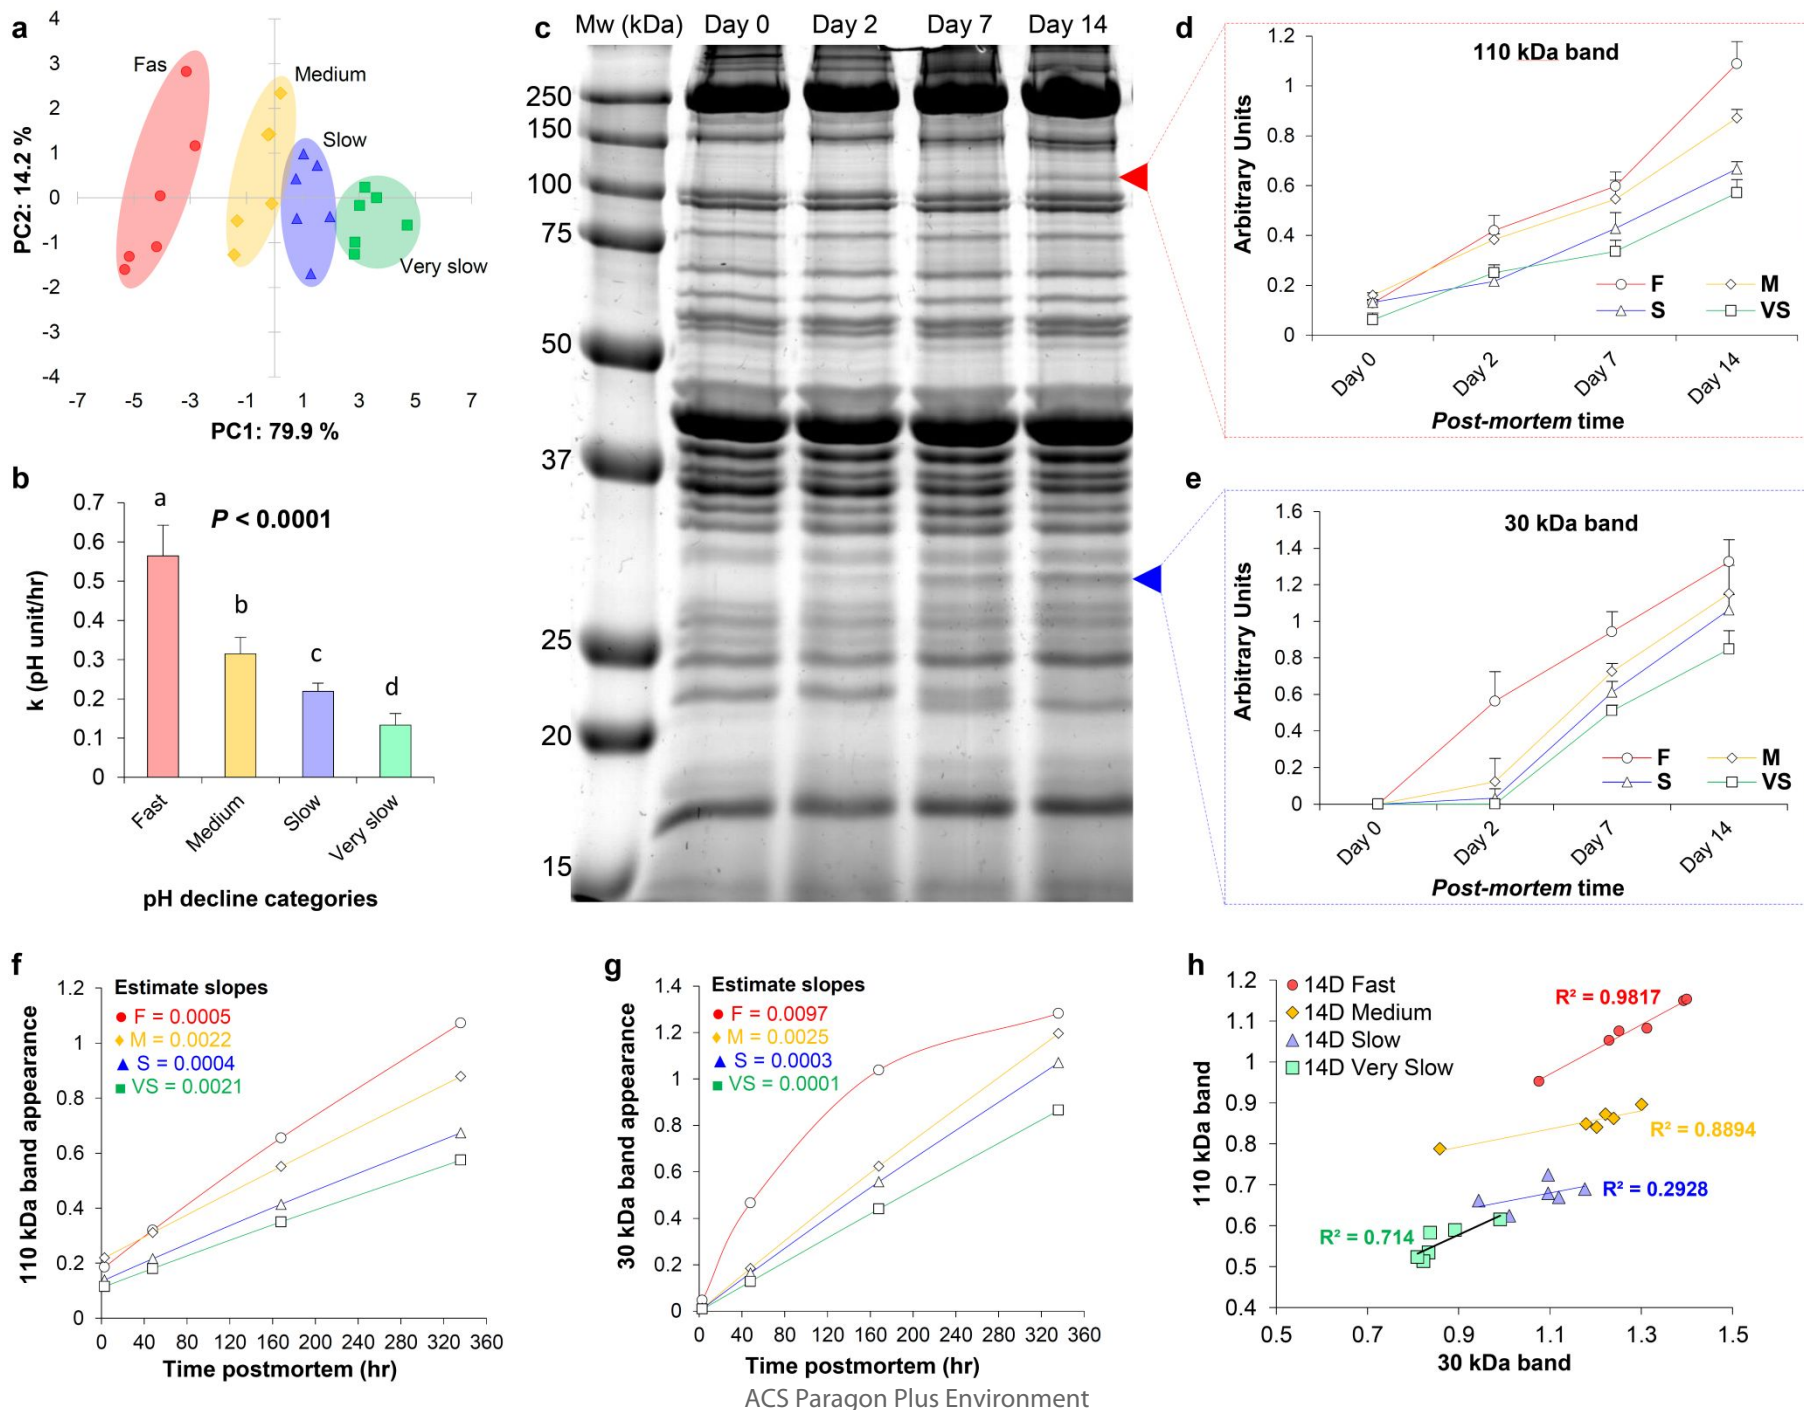 a
4
3
2
1
0
-1
-2
-3
-4
-7 -5 -3 -1 1 3 5 7
PC2: 14.2 %
PC1: 79.9 %
Fas
Medium
Slow
Very slow
b
0.7
0.6
0.5
0.4
0.3
0.2
0.1
0
k (pH unit/hr)
P < 0.0001
a
b
c
d
Fast
Medium
Slow
Very slow
pH decline categories
c
Mw (kDa) Day 0 Day 2 Day 7 Day 14
250
150
100
75
50
37
25
20
15
d
110 kDa band
1.2
1
0.8
0.6
0.4
0.2
0
Arbitrary Units
F M
S VS
Day 0
Day 2
Day 7
Day 14
Post-mortem time
e
30 kDa band
1.6
1.4
1.2
1
0.8
0.6
0.4
0.2
0
Arbitrary Units
F M
S VS
Day 0
Day 2
Day 7
Day 14
Post-mortem time
f
Estimate slopes
F = 0.0005
M = 0.0022
S = 0.0004
VS = 0.0021
1.2
1
0.8
0.6
0.4
0.2
0
110 kDa band appearance
0 40 80 120 160 200 240 280 320 360
Time postmortem (hr)
g
Estimate slopes
F = 0.0097
M = 0.0025
S = 0.0003
VS = 0.0001
1.4
1.2
1
0.8
0.6
0.4
0.2
0
30 kDa band appearance
0 40 80 120 160 200 240 280 320 360
Time postmortem (hr)
h
14D Fast
14D Medium
14D Slow
14D Very Slow
R² = 0.9817
R² = 0.8894
R² = 0.2928
R² = 0.714
1.2
1.1
1
0.9
0.8
0.7
0.6
0.5
0.4
110 kDa band
0.5 0.7 0.9 1.1 1.3 1.5
30 kDa band
ACS Paragon Plus Environment